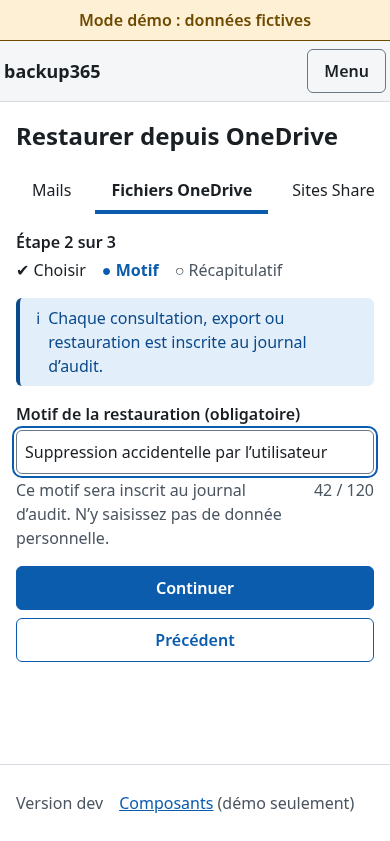 Mode démo : données fictives
backup365
Menu
Restaurer depuis OneDrive
Mails Fichiers OneDrive Sites Share
Étape 2 sur 3
✔ Choisir ● Motif ○ Récapitulatif
i Chaque consultation, export ou
restauration est inscrite au journal
d’audit.
Motif de la restauration (obligatoire)
Suppression accidentelle par l’utilisateur
Ce motif sera inscrit au journal 42 / 120
d’audit. N’y saisissez pas de donnée
personnelle.
Continuer
Précédent
Version dev Composants (démo seulement)